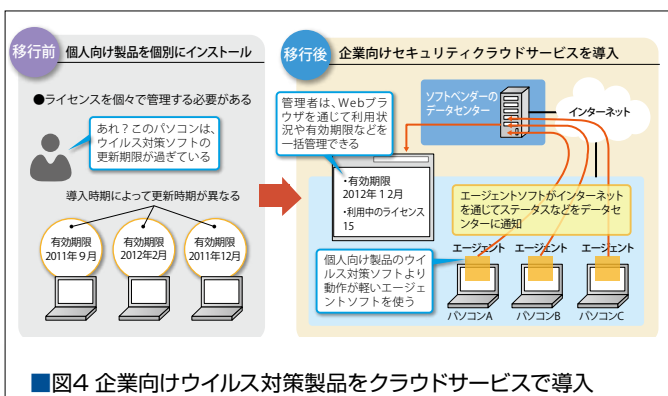 移行前
個人向け製品を個別にインストール
●ライセンスを個々で管理する必要がある
あれ？このパソコンは、
ウイルス対策ソフトの
更新期限が過ぎている
導入時期によって更新時期が異なる
有効期限
2011年9月
有効期限
2012年2月
有効期限
2011年12月
移行後
企業向けセキュリティクラウドサービスを導入
管理者は、Webブラ
ウザを通じて利用状
況や有効期限などを
一括管理できる
ソフトベンダーの
データセンター
インターネット
・有効期限
2012年12月
・利用中のライセンス
15
エージェントソフトがインターネット
を通じてステータスなどをデータセ
ンターに通知
個人向け製品のウイ
ルス対策ソフトより
動作が軽いエージェ
ントソフトを使う
エージェント
エージェント
エージェント
パソコンA
パソコンB
パソコンC
■図4 企業向けウイルス対策製品をクラウドサービスで導入